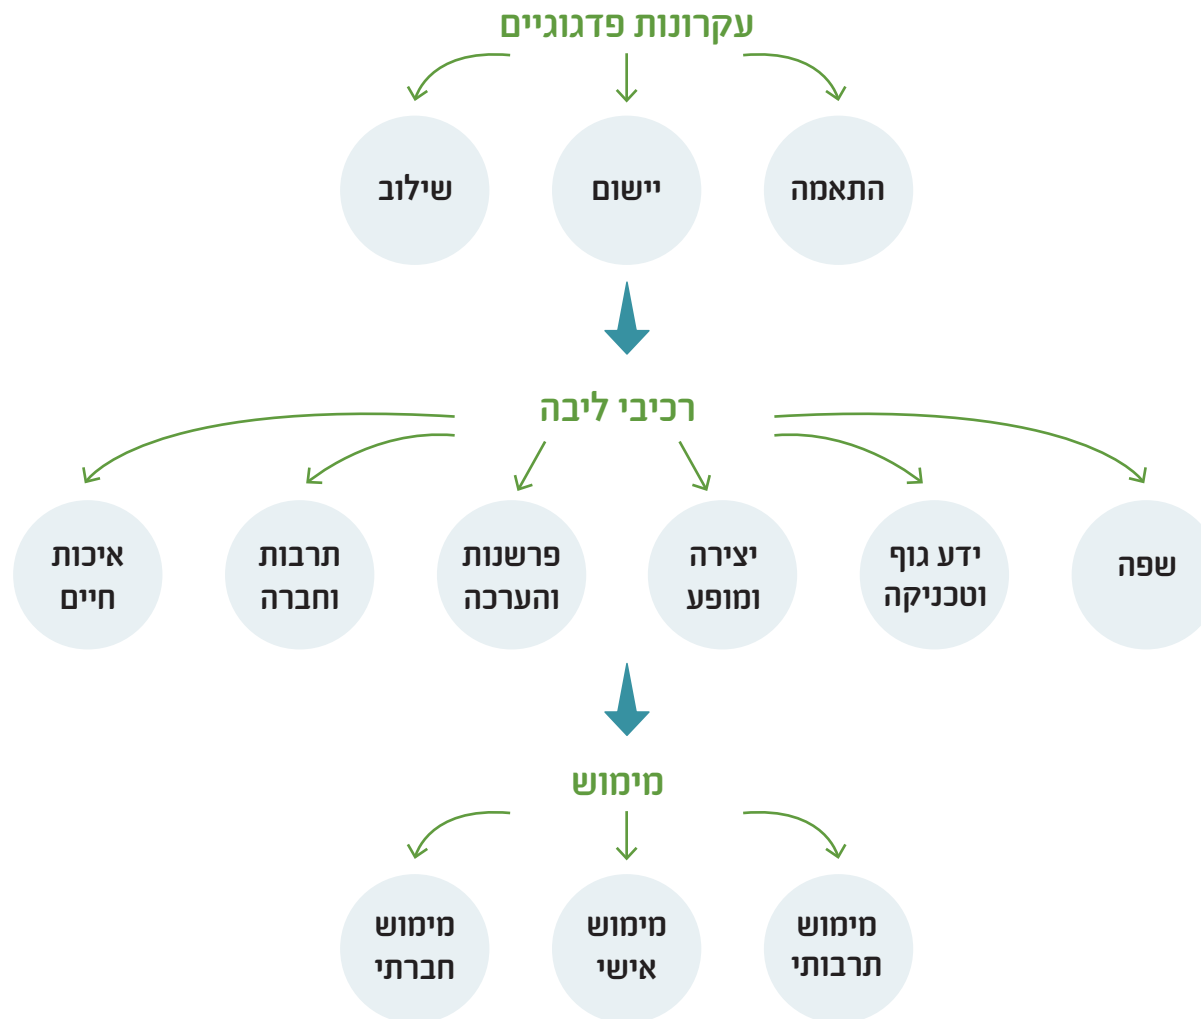 עקרונות פדגוגיים
התאמה
יישום
שילוב
רכיבי ליבה
שפה
ידע גוף
וטכניקה
יצירה
ומופע
פרשנות
והערכה
תרבות
וחברה
איכות
חיים
מימוש
מימוש
תרבותי
מימוש
אישי
מימוש
חברתי